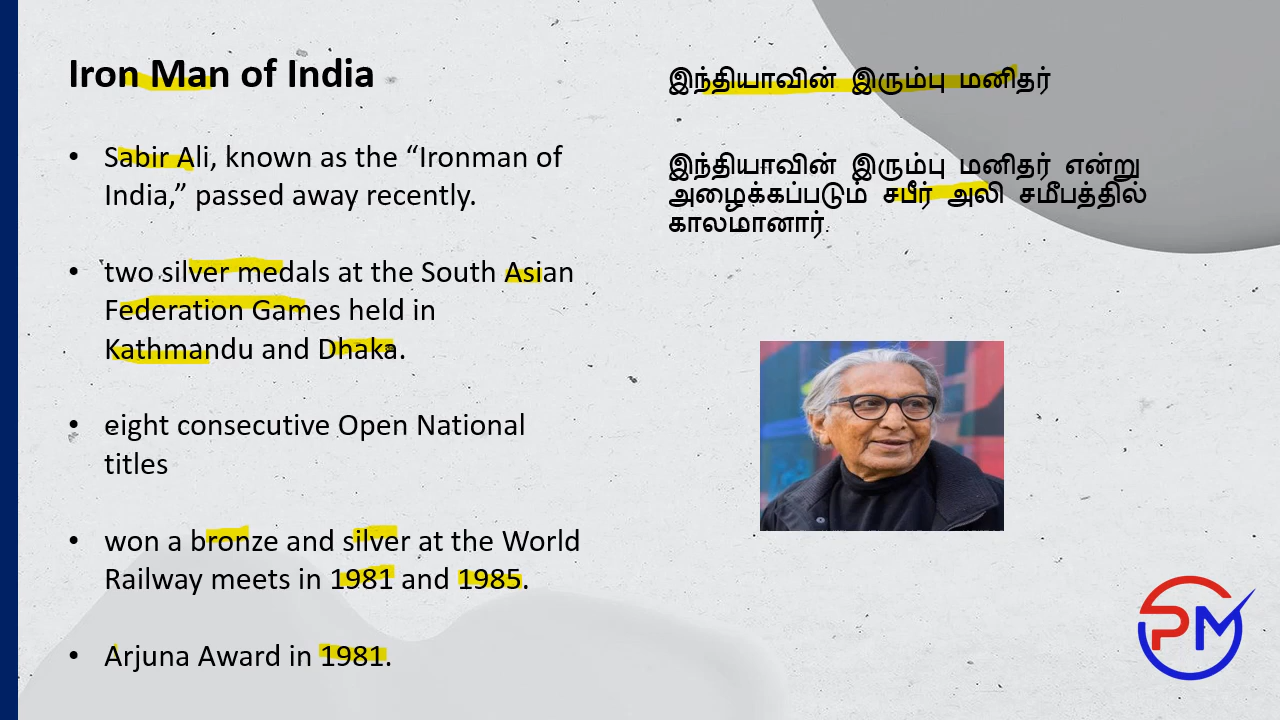 Iron Man of India
• Sabir Ali, known as the “Ironman of
India,” passed away recently.
• two silver medals at the South Asian
Federation Games held in
Kathmandu and Dhaka.
• eight consecutive Open National
titles
• won a bronze and silver at the World
Railway meets in 1981 and 1985.
• Arjuna Award in 1981.
இந்தியாவின் இரும்பு மனிதர்
இந்தியாவின் இரும்பு மனிதர் என்று
அழைக்கப்படும் சபீர் அலி சமீபத்தில்
காலமானார்.
PM